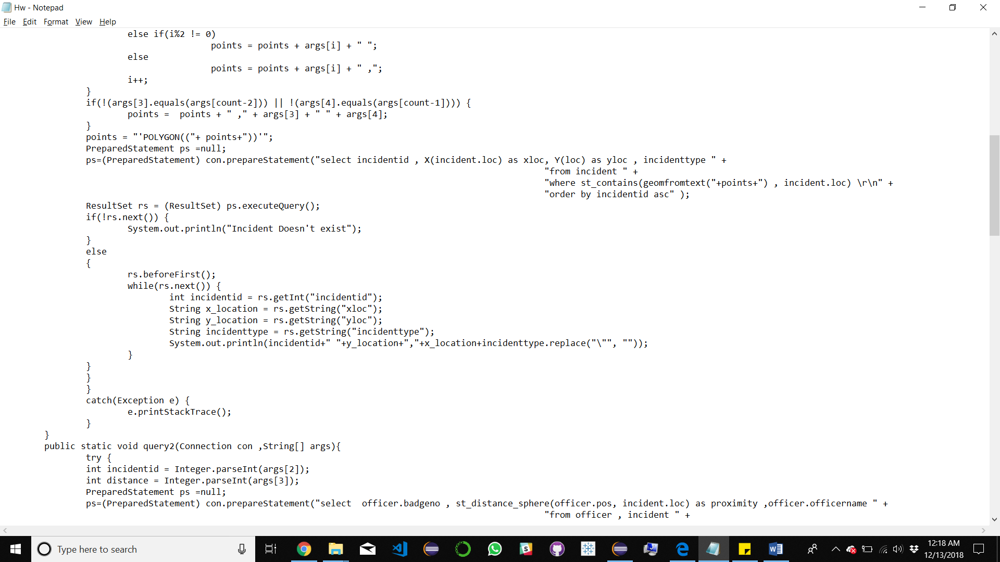 Hw - Notepad
File Edit Format View Help
else if(i%2 != 0)
points = points + args[i] + " ";
else
points = points + args[i] + " ,";
i++;
}
if(!(args[3].equals(args[count-2])) || !(args[4].equals(args[count-1]))) {
points =  points + " ," + args[3] + " " + args[4];
}
points = "'POLYGON(("+ points+"))'";
PreparedStatement ps =null;
ps=(PreparedStatement) con.prepareStatement("select incidentid , X(incident.loc) as xloc, Y(loc) as yloc , incidenttype " +
"from incident " +
"where st_contains(geomfromtext("+points+") , incident.loc) \r\n" +
"order by incidentid asc" );
ResultSet rs = (ResultSet) ps.executeQuery();
if(!rs.next()) {
System.out.println("Incident Doesn't exist");
}
else
{
rs.beforeFirst();
while(rs.next()) {
int incidentid = rs.getInt("incidentid");
String x_location = rs.getString("xloc");
String y_location = rs.getString("yloc");
String incidenttype = rs.getString("incidenttype");
System.out.println(incidentid+" "+y_location+","+x_location+incidenttype.replace("\"", ""));
}
}
}
}
catch(Exception e) {
e.printStackTrace();
}
}
public static void query2(Connection con ,String[] args){
try {
int incidentid = Integer.parseInt(args[2]);
int distance = Integer.parseInt(args[3]);
PreparedStatement ps =null;
ps=(PreparedStatement) con.prepareStatement("select  officer.badgeno , st_distance_sphere(officer.pos, incident.loc) as proximity ,officer.officername " +
"from officer , incident " +
Type here to search
12:18 AM
12/13/2018